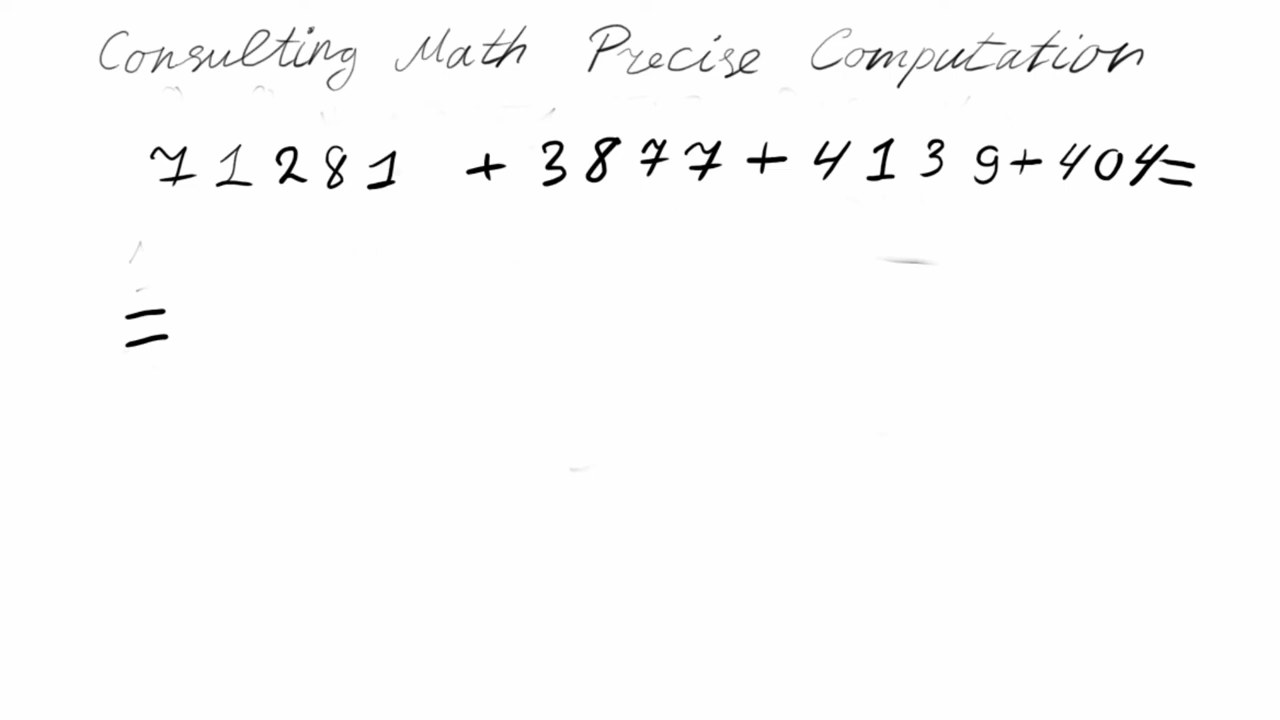 Consulting Math Precise Computation
71281 + 3877 + 4139 + 404 =
=